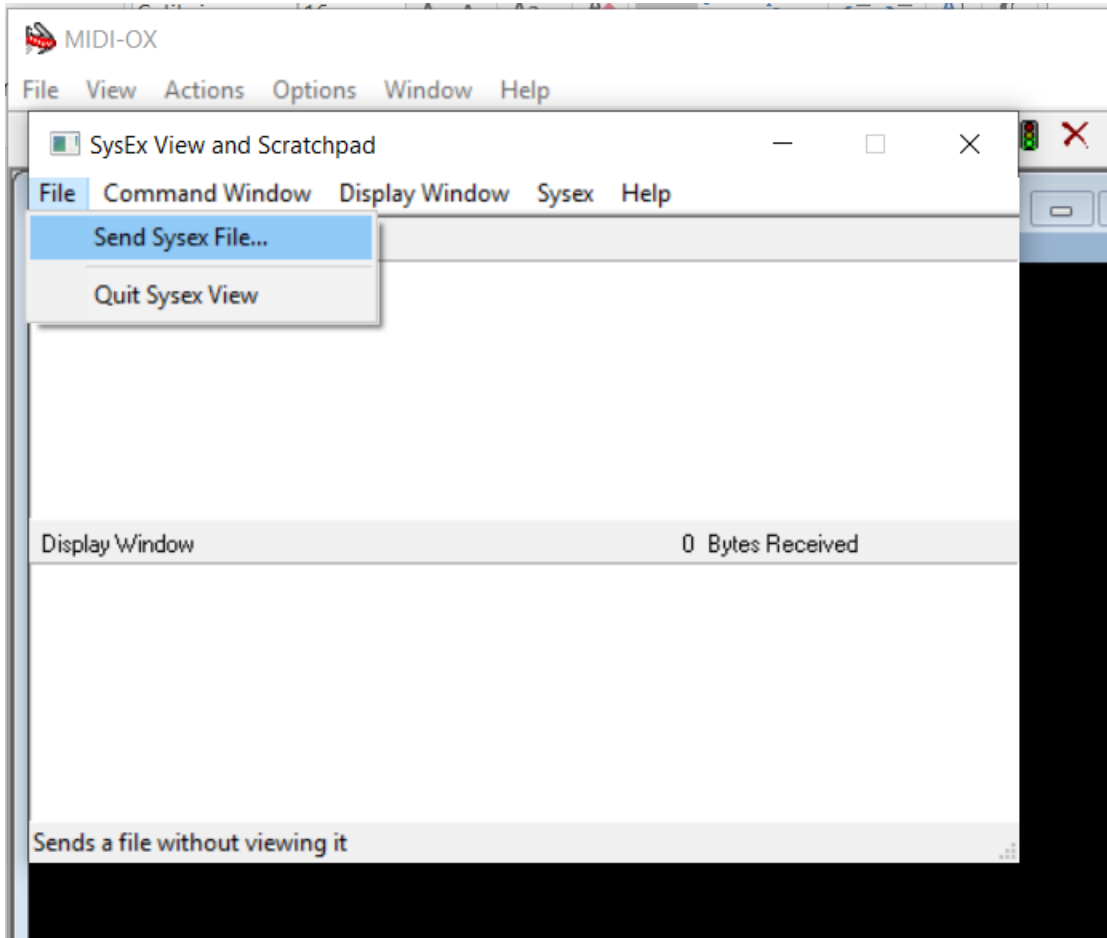 MIDI-OX
File View Actions Options Window Help
SysEx View and Scratchpad
File Command Window Display Window Sysex Help
Send Sysex File...
Quit Sysex View
Display Window 0 Bytes Received
Sends a file without viewing it